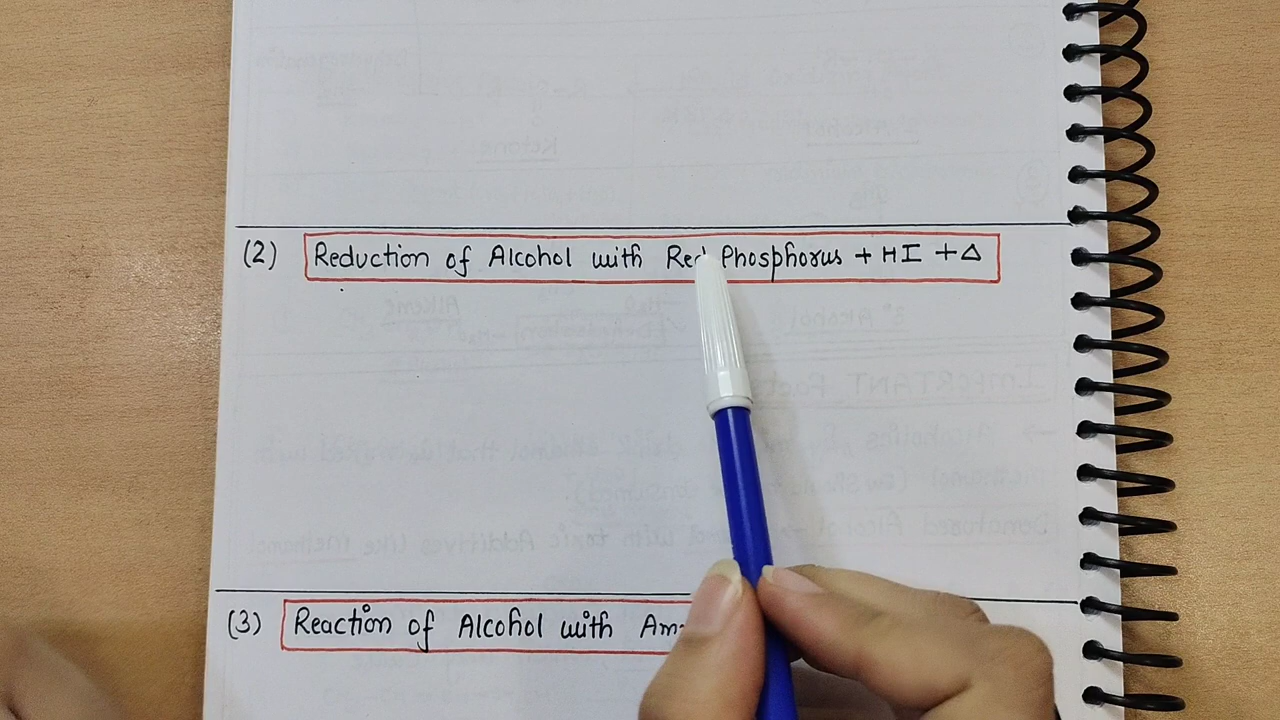 (2) Reduction of Alcohol with Red Phosphorus + HI + Δ
(3) Reaction of Alcohol with